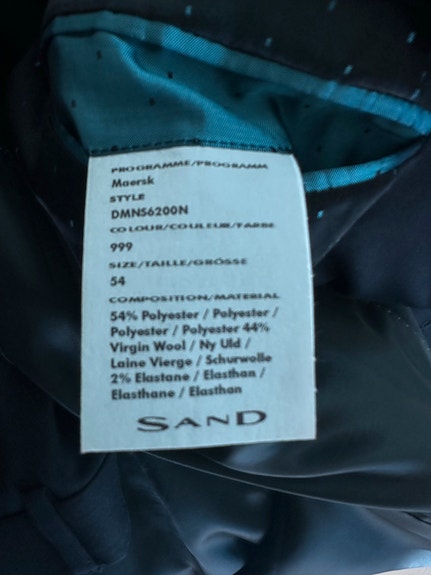 PROGRAMME/PROGRAMM
Maersk
STYLE
DMN56200N
COLOUR/COULEUR/FARBE
999
SIZE/TAILLE/GRÖSSE
54
COMPOSITION/MATERIAL
54% Polyester / Polyester /
Polyester / Polyester 44%
Virgin Wool / Ny Uld /
Laine Vierge / Schurwolle
2% Elastane / Elasthan /
Elasthane / Elasthan
SAND